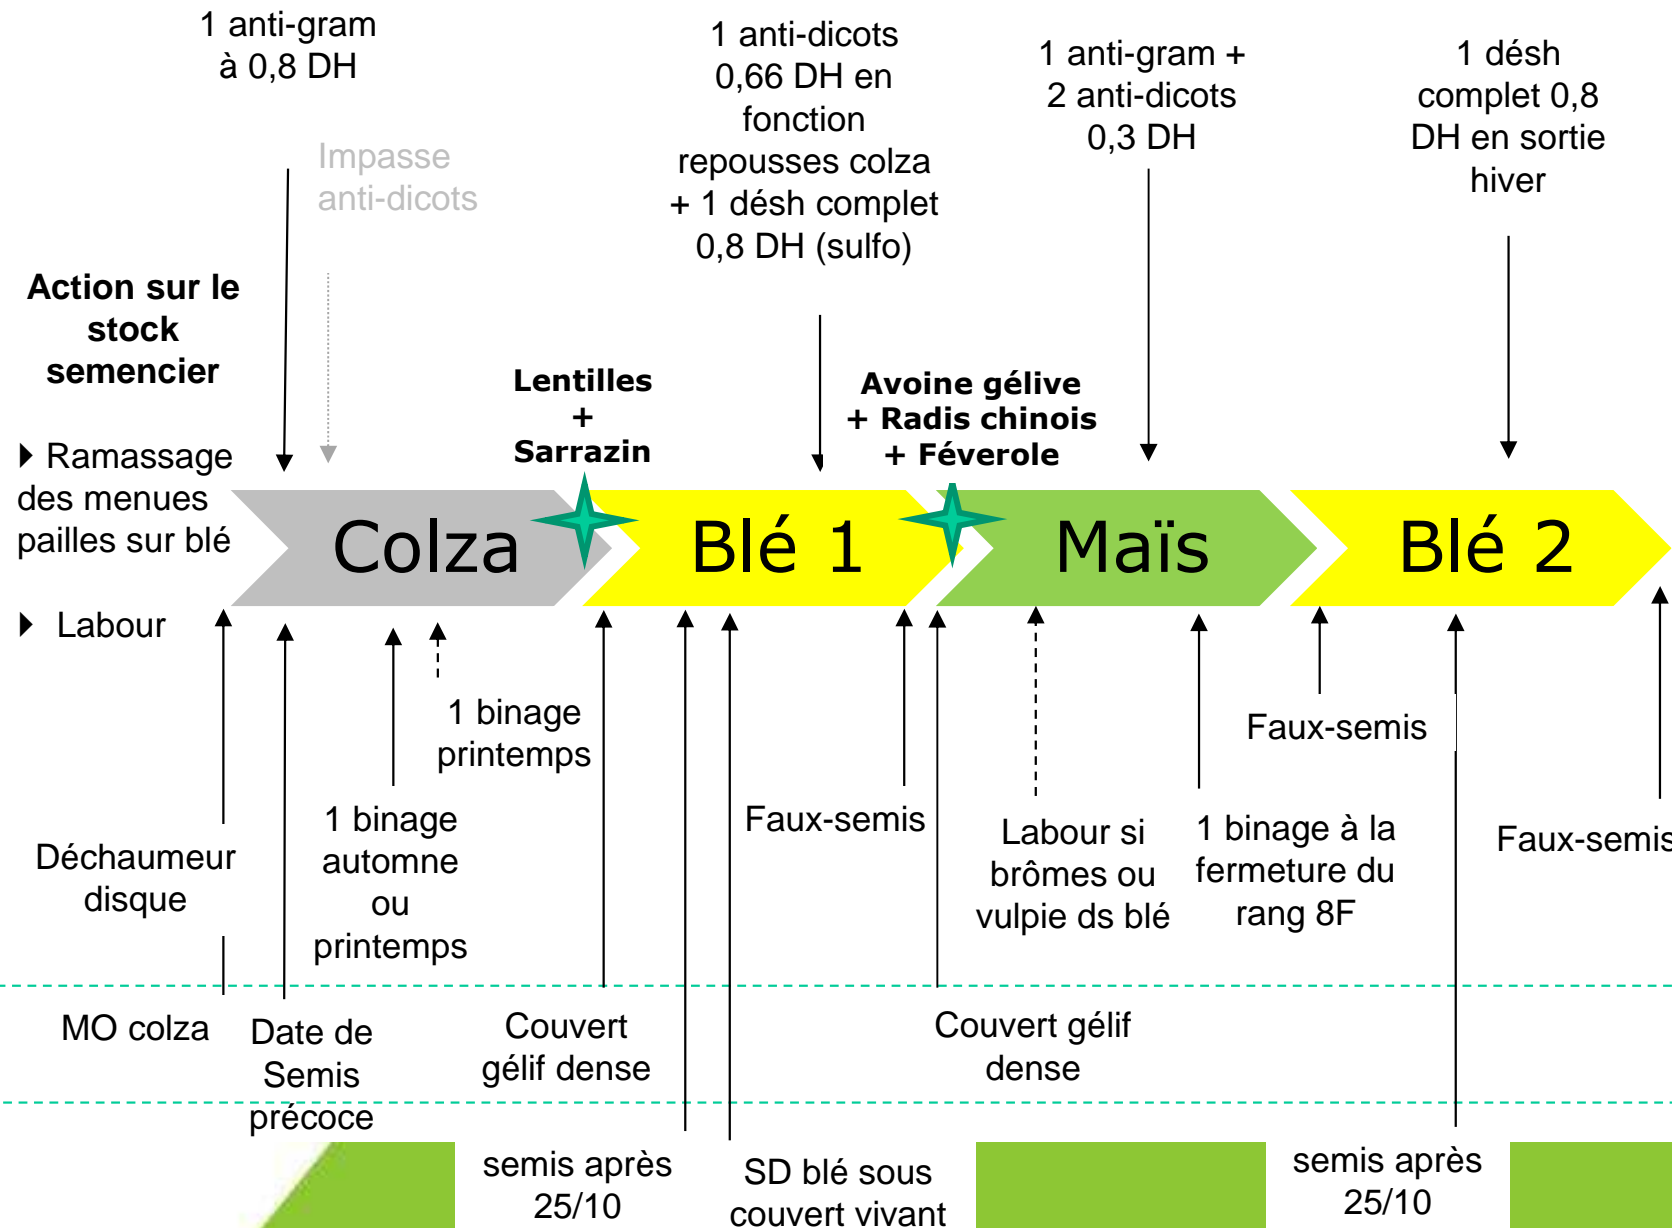 1 anti-gram
à 0,8 DH
Impasse
anti-dicots
1 anti-dicots
0,66 DH en
fonction
repousses colza
+ 1 désh complet
0,8 DH (sulfo)
1 anti-gram +
2 anti-dicots
0,3 DH
1 désh
complet 0,8
DH en sortie
hiver
Action sur le
stock
semencier
Ramassage
des menues
pailles sur blé
Labour
Lentilles
+
Sarrazin
Avoine gélive
+ Radis chinois
+ Féverole
Colza
Blé 1
Maïs
Blé 2
Déchaumeur
disque
1 binage
automne
ou
printemps
1 binage
printemps
Faux-semis
Labour si
brômes ou
vulpie ds blé
1 binage à la
fermeture du
rang 8F
Faux-semis
Faux-semis
MO colza
Date de
Semis
précoce
Couvert
gélif dense
Couvert gélif
dense
semis après
25/10
SD blé sous
couvert vivant
semis après
25/10